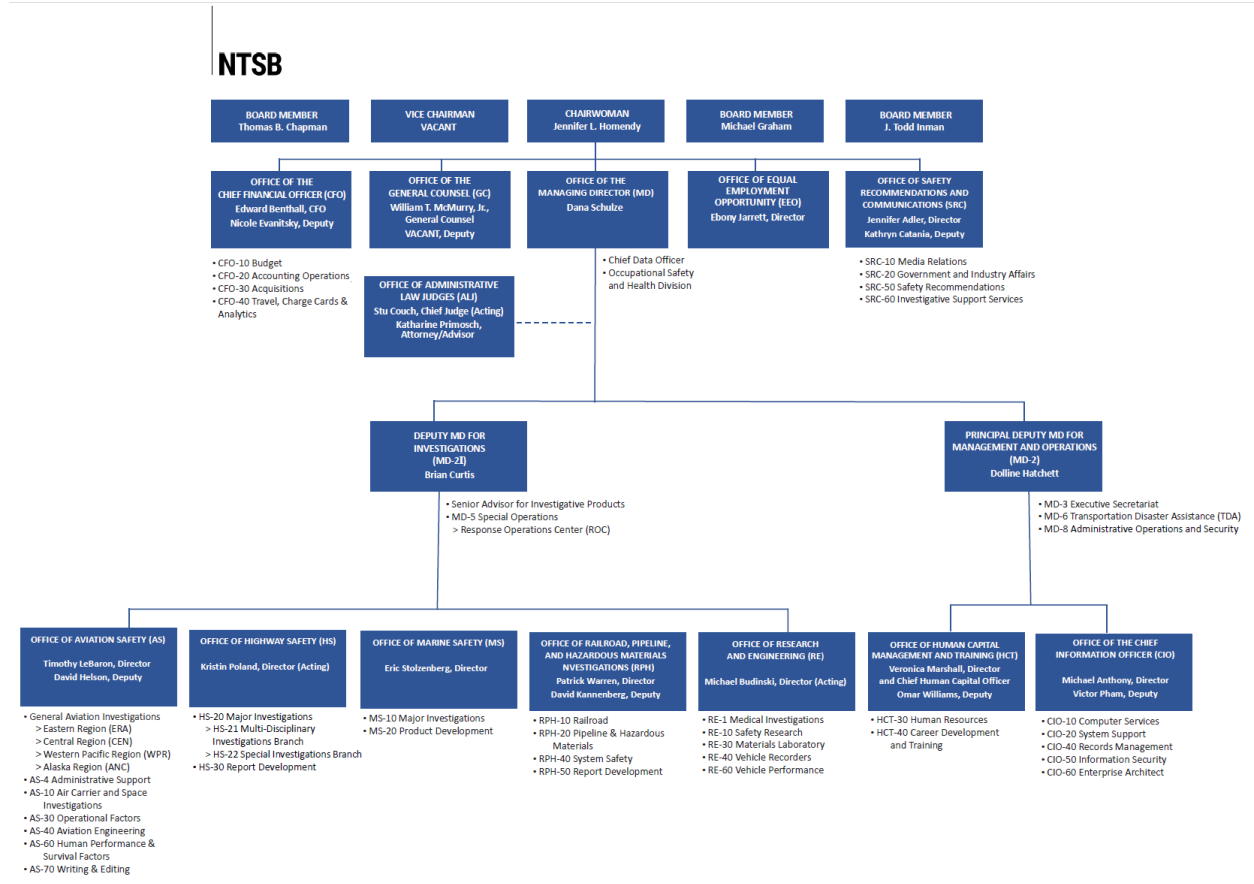 NTSB
BOARD MEMBER
Thomas B. Chapman
VICE CHAIRMAN
VACANT
CHAIRWOMAN
Jennifer L. Homendy
BOARD MEMBER
Michael Graham
BOARD MEMBER
J. Todd Inman
OFFICE OF THE
CHIEF FINANCIAL OFFICER (CFO)
Edward Benthall, CFO
Nicole Evanitsky, Deputy
OFFICE OF THE
GENERAL COUNSEL (GC)
William T. McMurry, Jr.,
General Counsel
VACANT, Deputy
OFFICE OF THE
MANAGING DIRECTOR (MD)
Dana Schulze
OFFICE OF EQUAL
EMPLOYMENT
OPPORTUNITY (EEO)
Ebony Jarrett, Director
OFFICE OF SAFETY
RECOMMENDATIONS AND
COMMUNICATIONS (SRC)
Jennifer Adler, Director
Kathryn Catania, Deputy
• CFO-10 Budget
• CFO-20 Accounting Operations
• CFO-30 Acquisitions
• CFO-40 Travel, Charge Cards &
Analytics
OFFICE OF ADMINISTRATIVE
LAW JUDGES (ALJ)
Stu Couch, Chief Judge (Acting)
Katharine Primosch,
Attorney/Advisor
• Chief Data Officer
• Occupational Safety
and Health Division
• SRC-10 Media Relations
• SRC-20 Government and Industry Affairs
• SRC-50 Safety Recommendations
• SRC-60 Investigative Support Services
DEPUTY MD FOR
INVESTIGATIONS
(MD-2I)
Brian Curtis
PRINCIPAL DEPUTY MD FOR
MANAGEMENT AND OPERATIONS
(MD-2)
Dolline Hatchett
• Senior Advisor for Investigative Products
• MD-5 Special Operations
> Response Operations Center (ROC)
• MD-3 Executive Secretariat
• MD-6 Transportation Disaster Assistance (TDA)
• MD-8 Administrative Operations and Security
OFFICE OF AVIATION SAFETY (AS)
Timothy LeBaron, Director
David Helson, Deputy
OFFICE OF HIGHWAY SAFETY (HS)
Kristin Poland, Director (Acting)
OFFICE OF MARINE SAFETY (MS)
Eric Stolzenberg, Director
OFFICE OF RAILROAD, PIPELINE,
AND HAZARDOUS MATERIALS
NVESTIGATIONS (RPH)
Patrick Warren, Director
David Kannenberg, Deputy
OFFICE OF RESEARCH
AND ENGINEERING (RE)
Michael Budinski, Director (Acting)
OFFICE OF HUMAN CAPITAL
MANAGEMENT AND TRAINING (HCT)
Veronica Marshall, Director
and Chief Human Capital Officer
Omar Williams, Deputy
OFFICE OF THE CHIEF
INFORMATION OFFICER (CIO)
Michael Anthony, Director
Victor Pham, Deputy
• General Aviation Investigations
> Eastern Region (ERA)
> Central Region (CEN)
> Western Pacific Region (WPR)
> Alaska Region (ANC)
• AS-4 Administrative Support
• AS-10 Air Carrier and Space
Investigations
• AS-30 Operational Factors
• AS-40 Aviation Engineering
• AS-60 Human Performance &
Survival Factors
• AS-70 Writing & Editing
• HS-20 Major Investigations
> HS-21 Multi-Disciplinary
Investigations Branch
> HS-22 Special Investigations Branch
• HS-30 Report Development
• MS-10 Major Investigations
• MS-20 Product Development
• RPH-10 Railroad
• RPH-20 Pipeline & Hazardous
Materials
• RPH-40 System Safety
• RPH-50 Report Development
• RE-1 Medical Investigations
• RE-10 Safety Research
• RE-30 Materials Laboratory
• RE-40 Vehicle Recorders
• RE-60 Vehicle Performance
• HCT-30 Human Resources
• HCT-40 Career Development
and Training
• CIO-10 Computer Services
• CIO-20 System Support
• CIO-40 Records Management
• CIO-50 Information Security
• CIO-60 Enterprise Architect